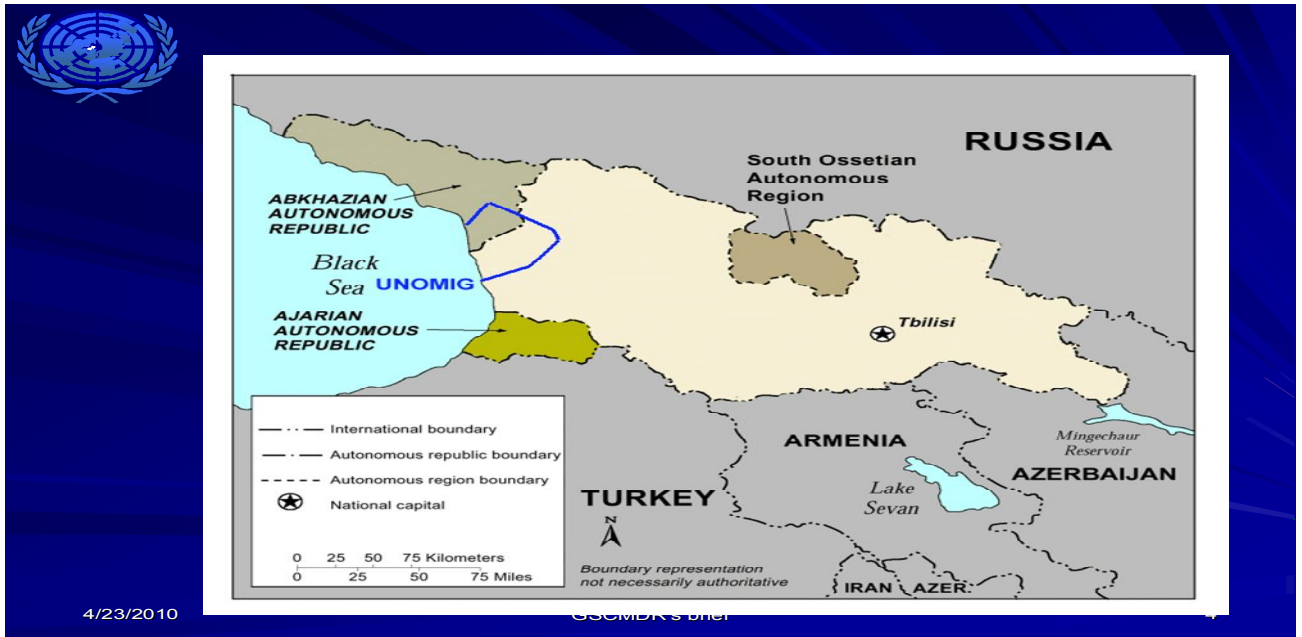 RUSSIA
South Ossetian
Autonomous
Region
ABKHAZIAN
AUTONOMOUS
REPUBLIC
Black
Sea
UNOMIG
AJARIAN
AUTONOMOUS
REPUBLIC
Tbilisi
International boundary
Autonomous republic boundary
Autonomous region boundary
National capital
0 25 50 75 Kilometers
0 25 50 75 Miles
TURKEY
N
Boundary representation
not necessarily authoritative
ARMENIA
Lake
Sevan
Mingechaur
Reservoir
AZERBAIJAN
IRAN
AZER.
4/23/2010
GSCMDR's brief
4